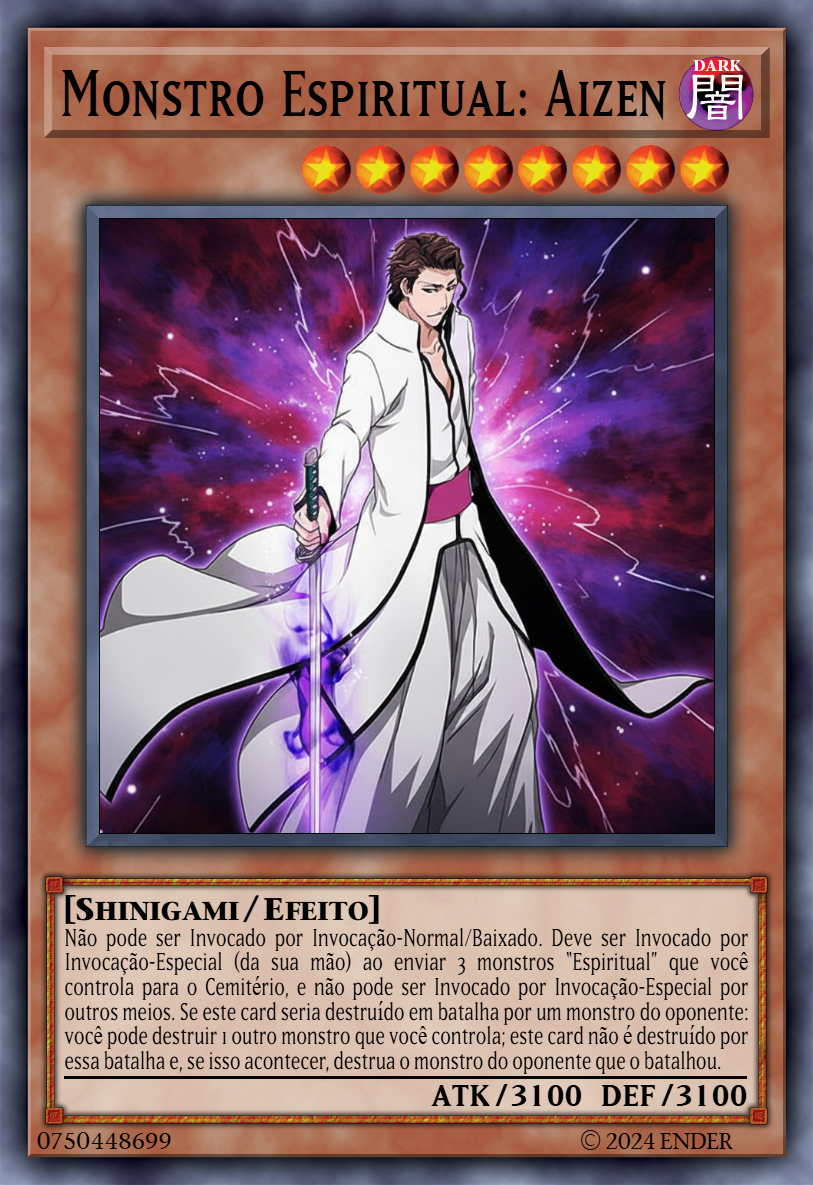 Monstro Espiritual: Aizen
DARK
闇
[Shinigami/Efeito]
Não pode ser Invocado por Invocação-Normal/Baixado. Deve ser Invocado por
Invocação-Especial (da sua mão) ao enviar 3 monstros "Espiritual" que você
controla para o Cemitério, e não pode ser Invocado por Invocação-Especial por
outros meios. Se este card seria destruído em batalha por um monstro do oponente:
você pode destruir 1 outro monstro que você controla; este card não é destruído por
essa batalha e, se isso acontecer, destrua o monstro do oponente que o batalhou.
ATK/3100 DEF/3100
0750448699
© 2024 ENDER